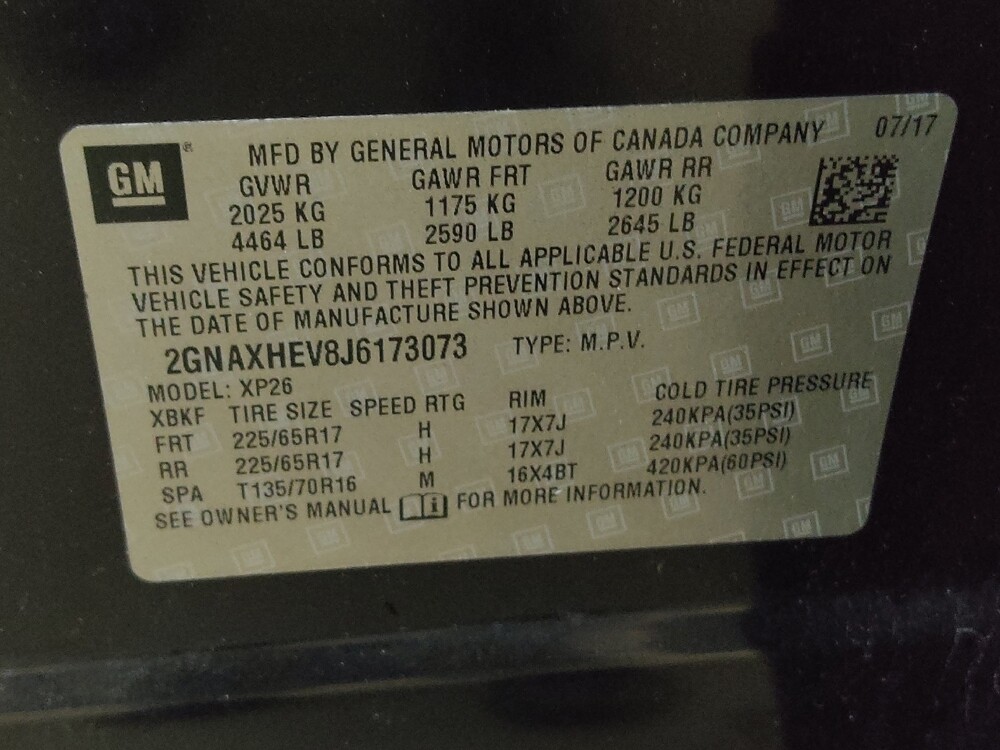 GM ® MFD BY GENERAL MOTORS OF CANADA COMPANY 07/17
GVWR GAWR FRT GAWR RR
2025 KG 1175 KG 1200 KG
4464 LB 2590 LB 2645 LB
THIS VEHICLE CONFORMS TO ALL APPLICABLE U.S. FEDERAL MOTOR
VEHICLE SAFETY AND THEFT PREVENTION STANDARDS IN EFFECT ON
THE DATE OF MANUFACTURE SHOWN ABOVE.
2GNAXHEV8J6173073 TYPE: M.P.V.
MODEL: XP26
XBKF TIRE SIZE SPEED RTG RIM COLD TIRE PRESSURE
FRT 225/65R17 H 17X7J 240KPA(35PSI)
RR 225/65R17 H 17X7J 240KPA(35PSI)
SPA T135/70R16 M 16X4BT 420KPA(60PSI)
SEE OWNER'S MANUAL FOR MORE INFORMATION.